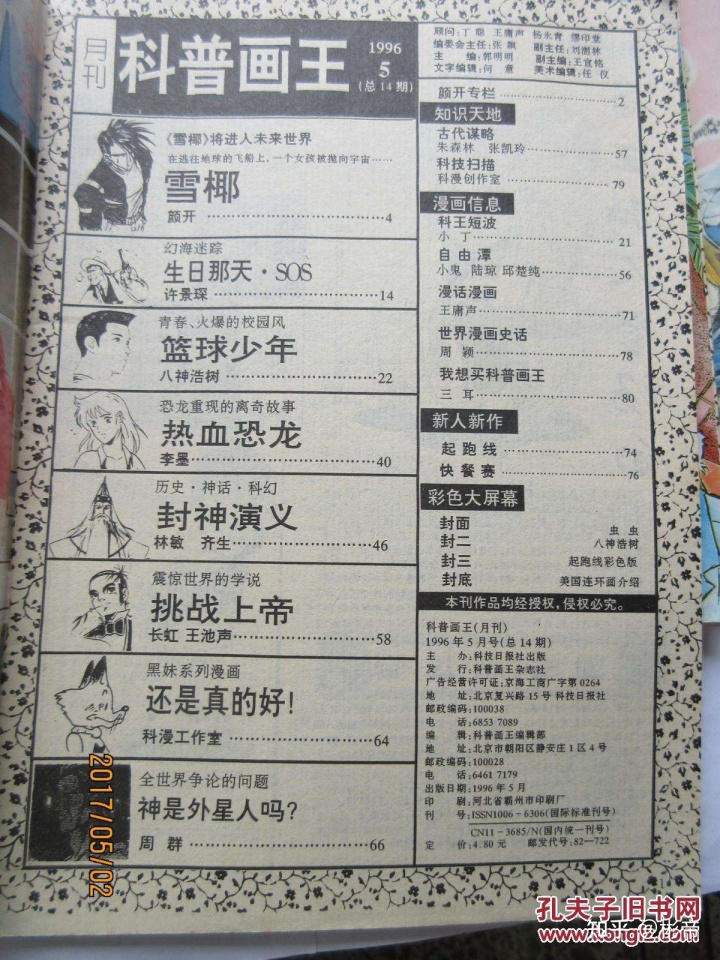 月刊
科普画王
1996
5
(总14期)
《雪椰》将进入未来世界
在逃往地球的飞船上,一个女孩被抛向宇宙……
雪椰
颜开 4
幻海迷踪
生日那天·SOS
许景琛 14
青春、火爆的校园风
篮球少年
八神浩树 22
恐龙重现的离奇故事
热血恐龙
李墨 40
历史·神话·科幻
封神演义
林敏 齐生 46
震惊世界的学说
挑战上帝
长虹 王池声 58
黑妹系列漫画
还是真的好!
科漫工作室 64
全世界争论的问题
神是外星人吗?
周群 66
顾问:丁聪 王庸声 杨永青 缪印堂
编委会主任:张飙 副主任:刘澍林
主编:郭明明 副主编:王宜铭
文字编辑:何章 美术编辑:任仪
颜开专栏 2
知识天地
古代谋略
朱森林 张凯玲 57
科技扫描
科漫创作室 79
漫画信息
科王短波
小丁 21
自由潭
小鬼 陆琼 邱楚纯 56
漫话漫画
王庸声 71
世界漫画史话
周颖 78
我想买科普画王
三耳 80
新人新作
起跑线 74
快餐赛 76
彩色大屏幕
封面 虫虫
封二 八神浩树
封三 起跑线彩色版
封底 美国连环画介绍
本刊作品均经授权,侵权必究。
科普画王(月刊)
1996年5月号(总14期)
主办:科技日报社出版
发行:科普画王杂志社
广告经营许可证:京海工商广字第0264
地址:北京复兴路15号科技日报社
邮政编码:100038
电话:6853 7089
编辑:科普画王编辑部
地址:北京市朝阳区静安庄1区4号
邮政编码:100028
电话:6461 7179
出版日期:1996年5月
印刷:河北省霸州市印刷厂
刊号:ISSN1006-6306(国际标准刊号)
CN11-3685/N(国内统一刊号)
定价:4.80元 邮发代号:82-722
2017/05/02
孔夫子旧书网